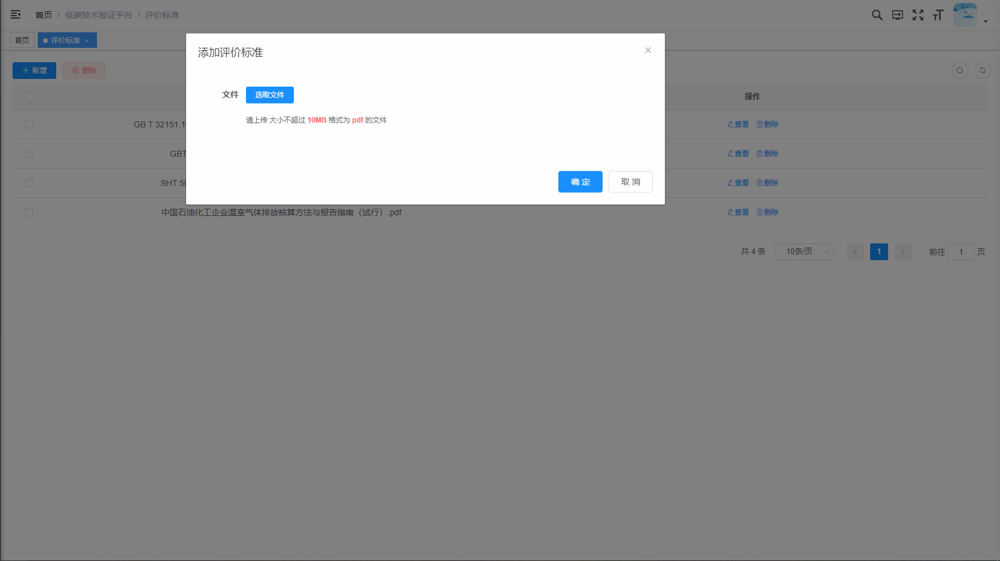 首页 / 低碳技术验证平台 / 评价标准
首页
评价标准 ×
添加评价标准
新增
删除
文件
选取文件
请上传 大小不超过 10MB 格式为 pdf 的文件
确 定
取 消
操作
GB T 32151.1
查看 删除
GBT
查看 删除
SHT 50
查看 删除
中国石油化工企业温室气体排放核算方法与报告指南（试行）.pdf
查看 删除
共 4 条
10条/页
1
前往 1 页